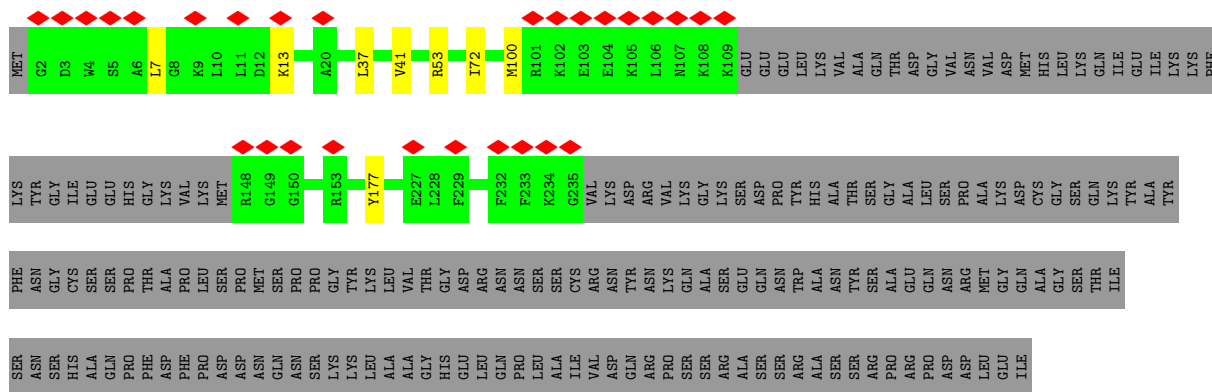 MET G2 D3 W4 S5 A6 L7 G8 K9 L10 L11 D12 K13 A20 L37 V41 R53 I72 M100 R101 K102 E103 E104 K105 L106 N107 K108 K109 GLU GLU GLU LEU LYS VAL ALA GLN THR ASP GLY VAL ASN VAL ASP MET HIS LEU LYS GLN ILE GLU ILE LYS LYS PHE
LYS TYR GLY ILE GLU GLU HIS GLY LYS VAL LYS MET R148 G149 G150 R153 Y177 E227 L228 F229 F232 F233 K234 G235 VAL LYS ASP ARG VAL LYS GLY LYS SER ASP PRO TYR HIS ALA THR SER GLY ALA LEU SER PRO ALA LYS ASP CYS GLY SER GLN LYS TYR ALA TYR
PHE ASN GLY CYS SER SER PRO THR ALA PRO LEU SER PRO MET SER PRO PRO GLY TYR LYS LEU VAL THR GLY ASP ARG ASN ASN SER SER CYS ARG ASN TYR ASN LYS GLN ALA SER GLU GLN ASN TRP ALA ASN TYR SER ALA GLU GLN ASN ARG MET GLY GLN ALA GLY SER THR ILE
SER ASN SER HIS ALA GLN PRO PHE ASP PHE PRO ASP ASP ASN GLN ASN SER LYS LYS LEU ALA ALA GLY HIS GLU LEU GLN PRO LEU ALA ILE VAL ASP GLN ARG PRO SER SER ARG ALA SER SER ARG ALA SER SER ARG PRO ARG PRO ASP ASP LEU GLU ILE